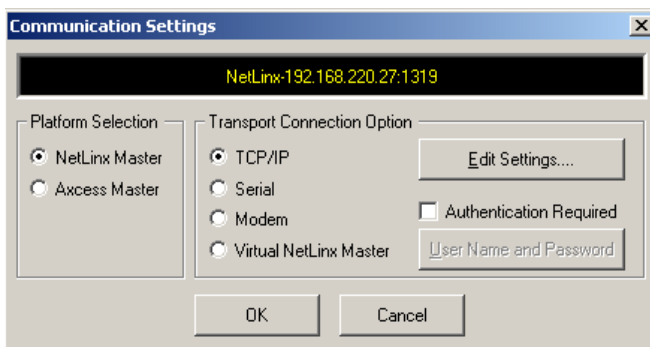 Communication Settings
NetLinx-192.168.220.27:1319
Platform Selection
NetLinx Master
Axcess Master
Transport Connection Option
TCP/IP
Serial
Modem
Virtual NetLinx Master
Edit Settings....
Authentication Required
User Name and Password
OK
Cancel